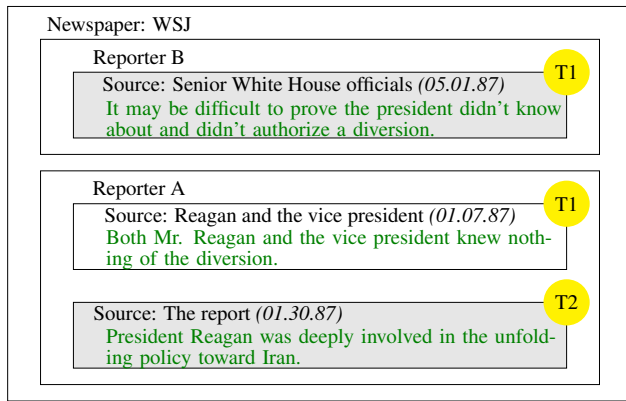 Newspaper: WSJ
Reporter B
T1
Source: Senior White House officials (05.01.87)
It may be difficult to prove the president didn't know
about and didn't authorize a diversion.
Reporter A
T1
Source: Reagan and the vice president (01.07.87)
Both Mr. Reagan and the vice president knew noth-
ing of the diversion.
T2
Source: The report (01.30.87)
President Reagan was deeply involved in the unfold-
ing policy toward Iran.